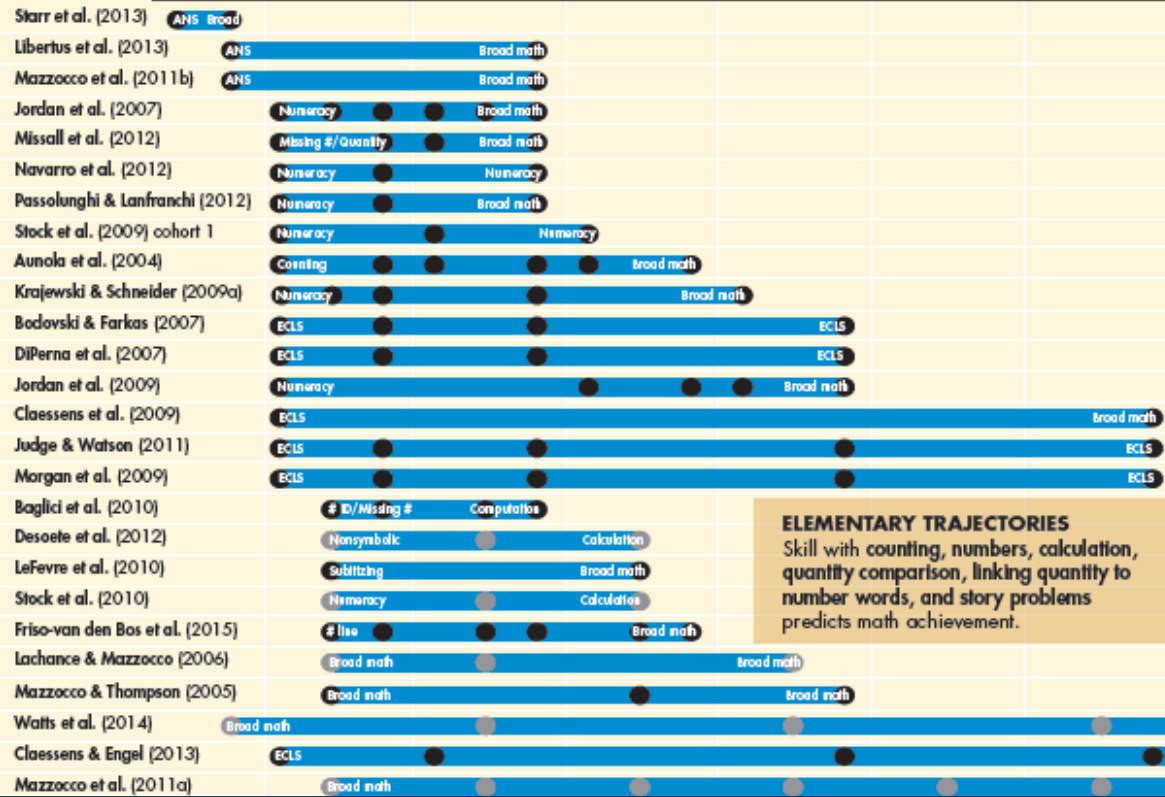 Starr et al. (2013) ANS Broad
Libertus et al. (2013) ANS Broad math
Mazzocco et al. (2011b) ANS Broad math
Jordan et al. (2007) Numeracy Broad math
Missall et al. (2012) Missing #/Quantity Broad math
Navarro et al. (2012) Numeracy Numeracy
Passolunghi & Lanfranchi (2012) Numeracy Broad math
Stock et al. (2009) cohort 1 Numeracy Numeracy
Aunola et al. (2004) Counting Broad math
Krajewski & Schneider (2009a) Numeracy Broad math
Bodovski & Farkas (2007) ECLS ECLS
DiPerna et al. (2007) ECLS ECLS
Jordan et al. (2009) Numeracy Broad math
Claessens et al. (2009) ECLS Broad math
Judge & Watson (2011) ECLS ECLS
Morgan et al. (2009) ECLS ECLS
Baglici et al. (2010) # ID/Missing # Computation
Desoete et al. (2012) Nonsymbolic Calculation
LeFevre et al. (2010) Subitizing Broad math
Stock et al. (2010) Numeracy Calculation
Friso-van den Bos et al. (2015) # line Broad math
Lachance & Mazzocco (2006) Broad math Broad math
Mazzocco & Thompson (2005) Broad math Broad math
Watts et al. (2014) Broad math
Claessens & Engel (2013) ECLS
Mazzocco et al. (2011a) Broad math
ELEMENTARY TRAJECTORIES
Skill with counting, numbers, calculation,
quantity comparison, linking quantity to
number words, and story problems
predicts math achievement.